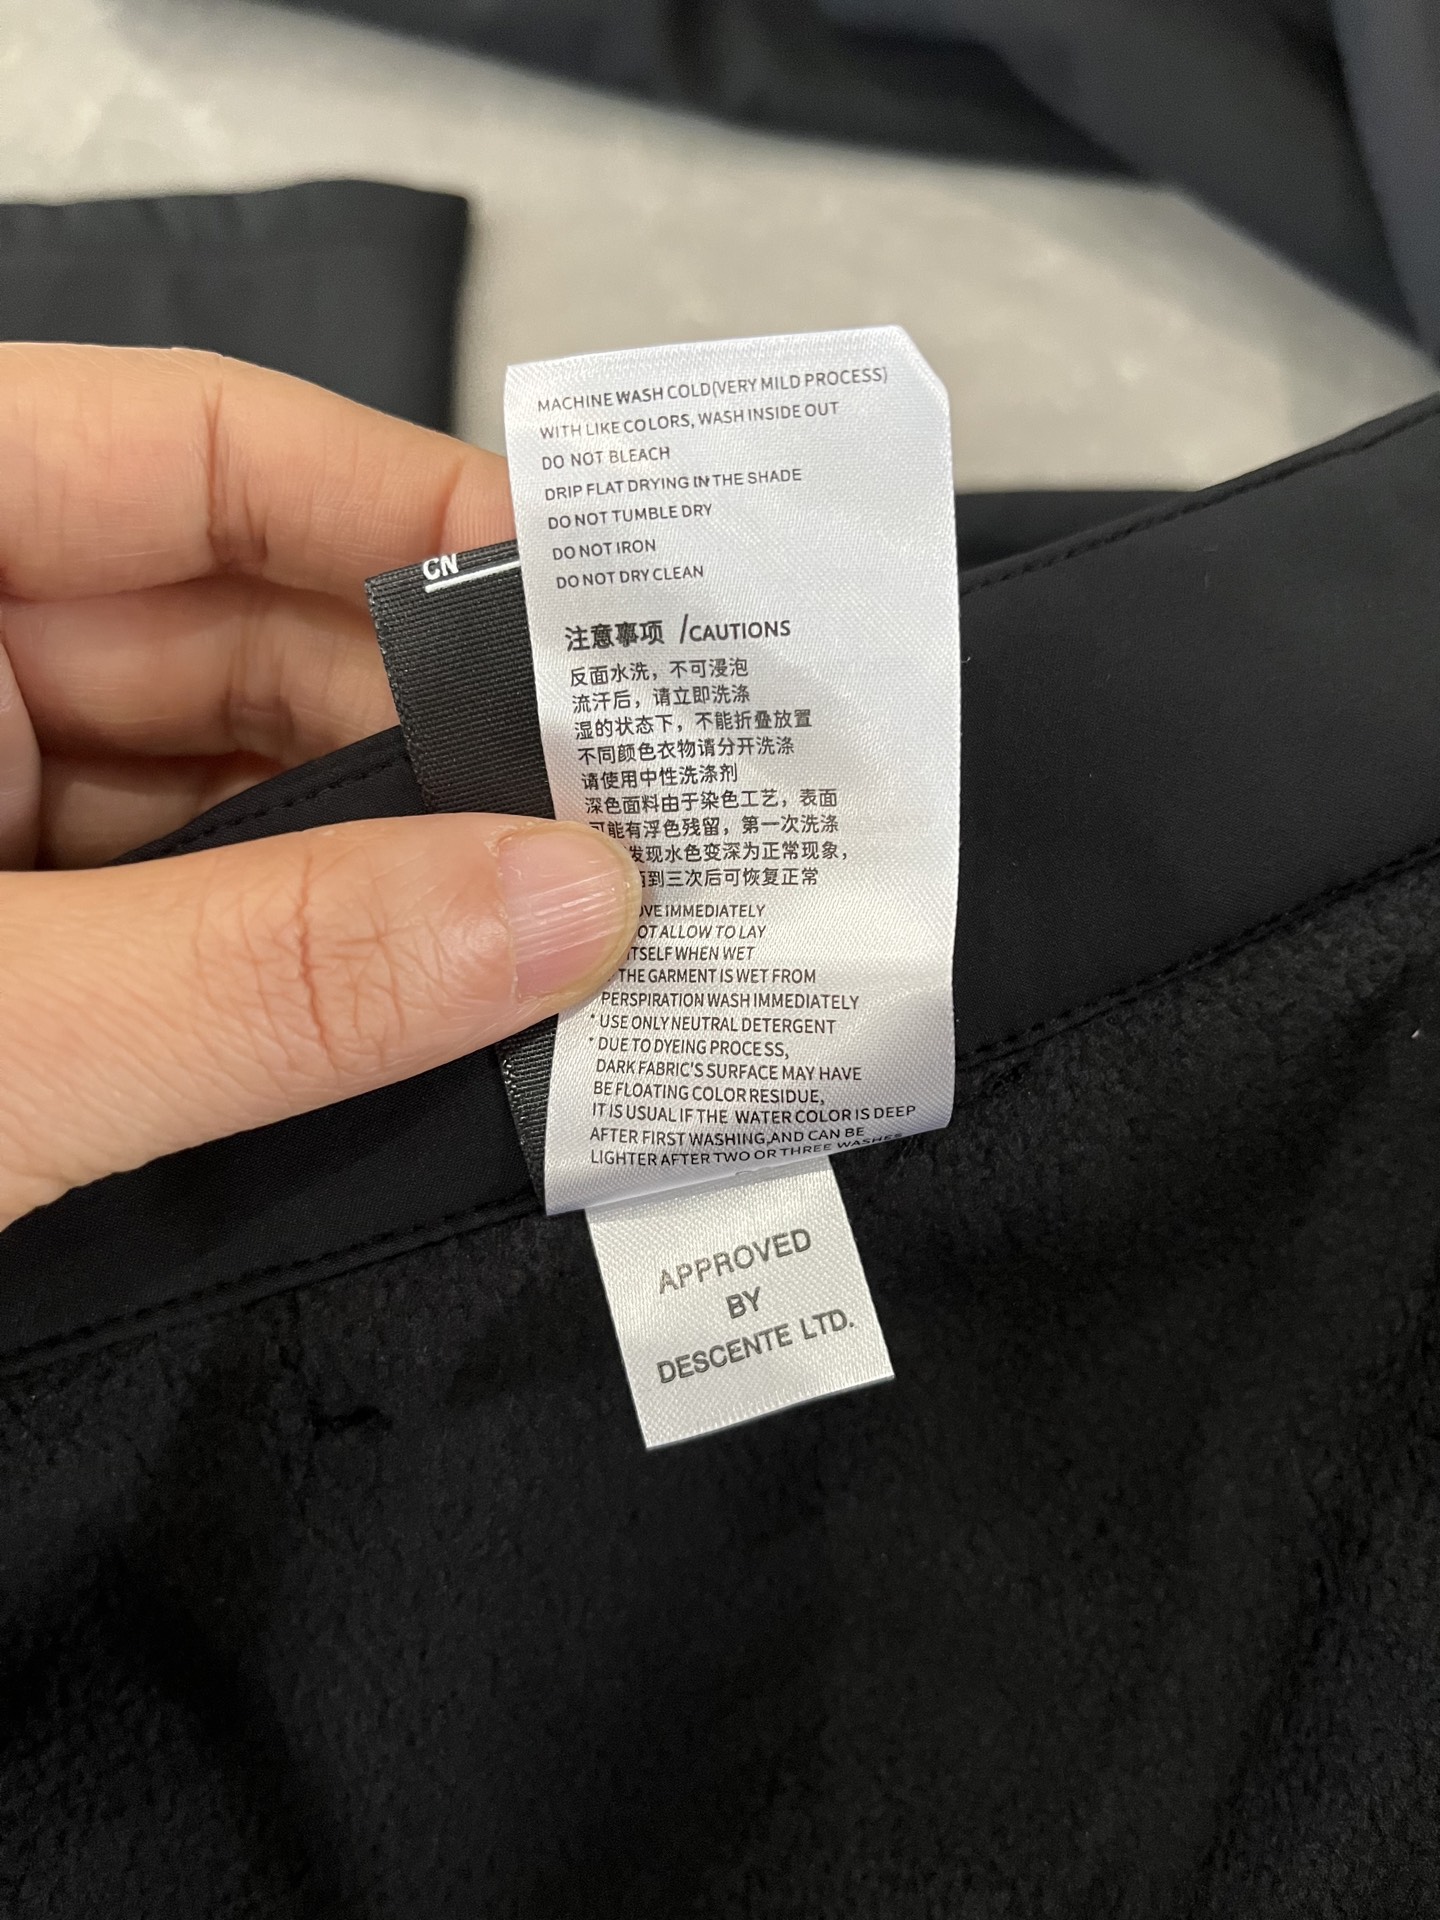 MACHINE WASH COLD(VERY MILD PROCESS)
WITH LIKE COLORS, WASH INSIDE OUT
DO NOT BLEACH
DRIP FLAT DRYING IN THE SHADE
DO NOT TUMBLE DRY
DO NOT IRON
DO NOT DRY CLEAN
CN
注意事项 /CAUTIONS
反面水洗，不可浸泡
流汗后，请立即洗涤
湿的状态下，不能折叠放置
不同颜色衣物请分开洗涤
请使用中性洗涤剂
深色面料由于染色工艺，表面
可能有浮色残留，第一次洗涤
发现水色变深为正常现象，
到三次后可恢复正常
IMMEDIATELY
ALLOW TO LAY
WHEN WET
THE GARMENT IS WET FROM
PERSPIRATION WASH IMMEDIATELY
* USE ONLY NEUTRAL DETERGENT
* DUE TO DYEING PROCESS,
DARK FABRIC'S SURFACE MAY HAVE
BE FLOATING COLOR RESIDUE,
IT IS USUAL IF THE WATER COLOR IS DEEP
AFTER FIRST WASHING,AND CAN BE
LIGHTER AFTER TWO OR THREE WASHES
APPROVED
BY
DESCENTE LTD.